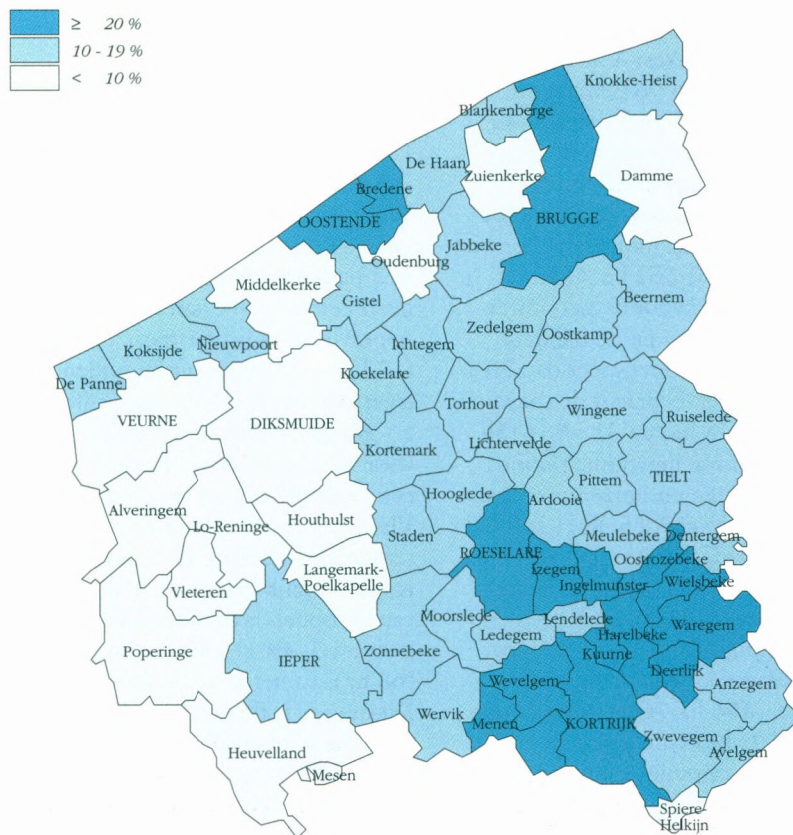 ≥ 20 %
10 - 19 %
< 10 %
Knokke-Heist
Blankenberge
De Haan
Zuienkerke
Damme
Bredene
OOSTENDE
BRUGGE
Jabbeke
Oudenburg
Middelkerke
Gistel
Beernem
Zedelgem
Oostkamp
Ichtegem
Nieuwpoort
Koksijde
Koekelare
De Panne
Torhout
Wingene
VEURNE
DIKSMUIDE
Ruiselede
Lichtervelde
Kortemark
Pittem
TIELT
Hooglede
Ardooie
Alveringem
Lo-Reninge
Houthulst
Staden
Meulebeke
Dentergem
ROESELARE
Izegem
Oostrozebeke
Langemark-
Poelkapelle
Ingelmunster
Wielsbeke
Vleteren
Moorslede
Lendelede
Ledegem
Harelbeke
Waregem
Poperinge
IEPER
Zonnebeke
Kuurne
Wevelgem
Deerlijk
Anzegem
Wervik
Menen
KORTRIJK
Zwevegem
Heuvelland
Avelgem
Mesen
Spiere-
Helkijn